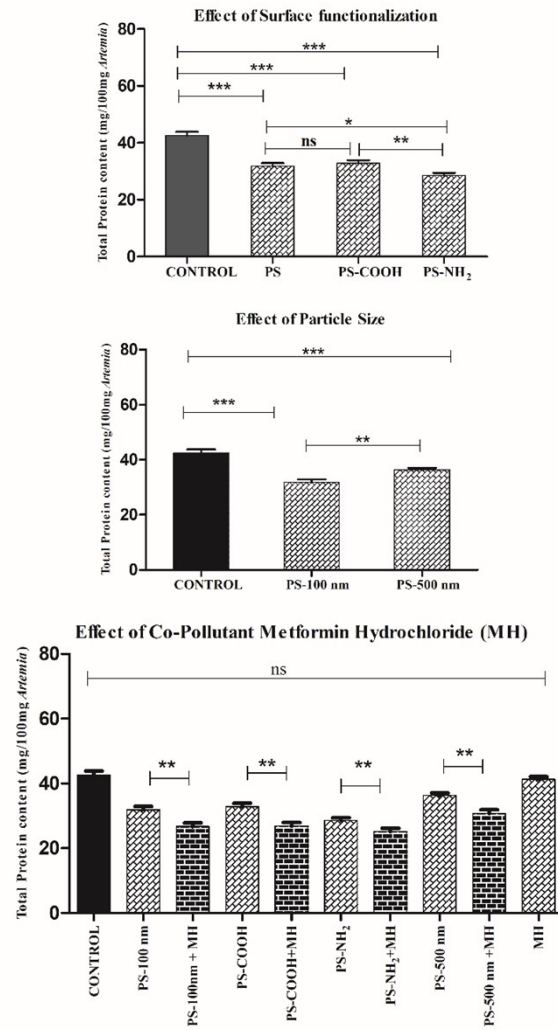 Effect of Surface functionalization
Total Protein content (mg/100mg Artemia)
80
60
40
20
0
***
***
***
*
ns
**
CONTROL PS PS-COOH PS-NH₂
Effect of Particle Size
Total Protein content (mg/100mg Artemia)
80
60
40
20
0
***
***
**
CONTROL PS-100 nm PS-500 nm
Effect of Co-Pollutant Metformin Hydrochloride (MH)
Total Protein content (mg/100mg Artemia)
80
60
40
20
0
ns
**
**
**
**
CONTROL
PS-100 nm
PS-100nm + MH
PS-COOH
PS-COOH+MH
PS-NH₂
PS-NH₂+MH
PS-500 nm
PS-500 nm +MH
MH